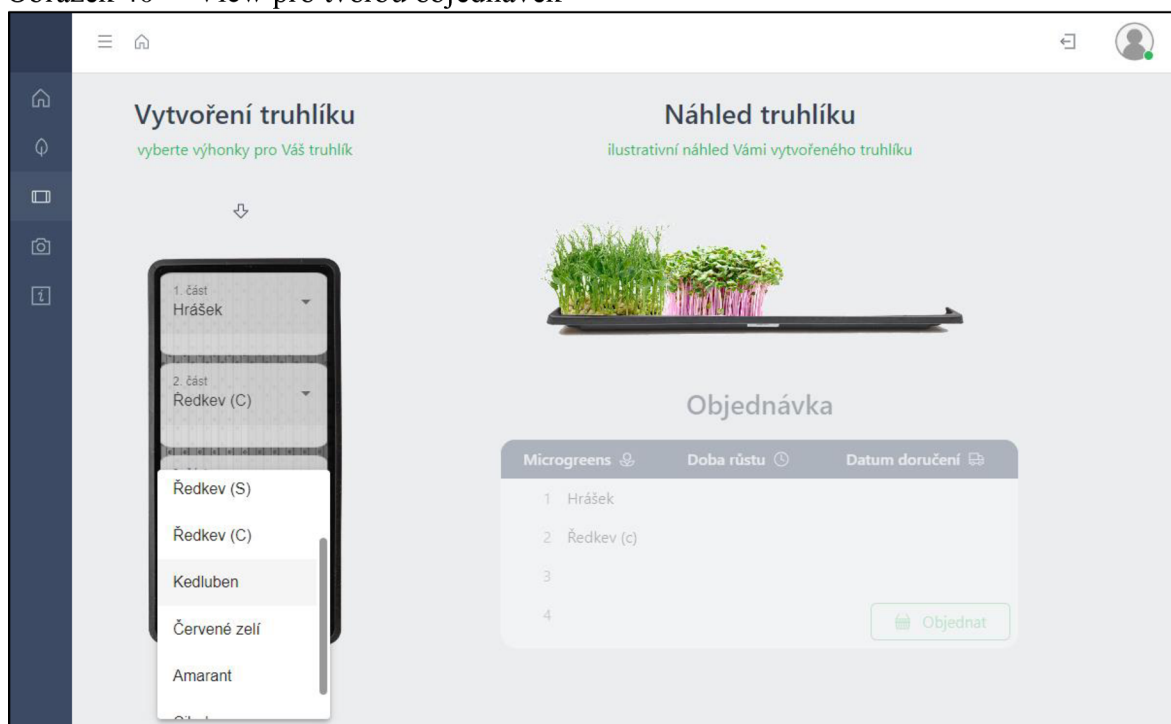 Vytvoření truhlíku
vyberte výhonky pro Váš truhlík
1. část
Hrášek
2. část
Ředkev (C)
Ředkev (S)
Ředkev (C)
Kedluben
Červené zelí
Amarant
Náhled truhlíku
ilustrativní náhled Vámi vytvořeného truhlíku
Objednávka
Microgreens Doba růstu Datum doručení
1 Hrášek
2 Ředkev (c)
3
4
Objednat